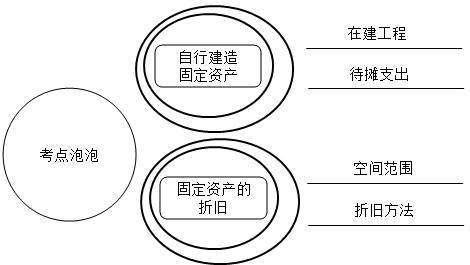 考点泡泡
自行建造
固定资产
在建工程
待摊支出
固定资产的
折旧
空间范围
折旧方法